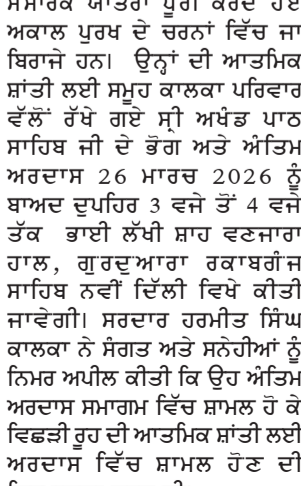 ਸੰਸਾਰਕ ਯਾਤਰਾ ਪੂਰੀ ਕਰਦੇ ਹੋਏ
ਅਕਾਲ ਪੁਰਖ ਦੇ ਚਰਨਾਂ ਵਿੱਚ ਜਾ
ਬਿਰਾਜੇ ਹਨ। ਉਨ੍ਹਾਂ ਦੀ ਆਤਮਿਕ
ਸ਼ਾਂਤੀ ਲਈ ਸਮੂਹ ਕਾਲਕਾ ਪਰਿਵਾਰ
ਵੱਲੋਂ ਰੱਖੇ ਗਏ ਸ੍ਰੀ ਅਖੰਡ ਪਾਠ
ਸਾਹਿਬ ਜੀ ਦੇ ਭੋਗ ਅਤੇ ਅੰਤਿਮ
ਅਰਦਾਸ 26 ਮਾਰਚ 2026 ਨੂੰ
ਬਾਅਦ ਦੁਪਹਿਰ 3 ਵਜੇ ਤੋਂ 4 ਵਜੇ
ਤੱਕ ਭਾਈ ਲੱਖੀ ਸ਼ਾਹ ਵਣਜਾਰਾ
ਹਾਲ, ਗੁਰਦੁਆਰਾ ਰਕਾਬਗੰਜ
ਸਾਹਿਬ ਨਵੀਂ ਦਿੱਲੀ ਵਿਖੇ ਕੀਤੀ
ਜਾਵੇਗੀ। ਸਰਦਾਰ ਹਰਮੀਤ ਸਿੰਘ
ਕਾਲਕਾ ਨੇ ਸੰਗਤ ਅਤੇ ਸਨੇਹੀਆਂ ਨੂੰ
ਨਿਮਰ ਅਪੀਲ ਕੀਤੀ ਕਿ ਉਹ ਅੰਤਿਮ
ਅਰਦਾਸ ਸਮਾਗਮ ਵਿੱਚ ਸ਼ਾਮਲ ਹੋ ਕੇ
ਵਿਛੜੀ ਰੂਹ ਦੀ ਆਤਮਿਕ ਸ਼ਾਂਤੀ ਲਈ
ਅਰਦਾਸ ਵਿੱਚ ਸ਼ਾਮਲ ਹੋਣ ਦੀ